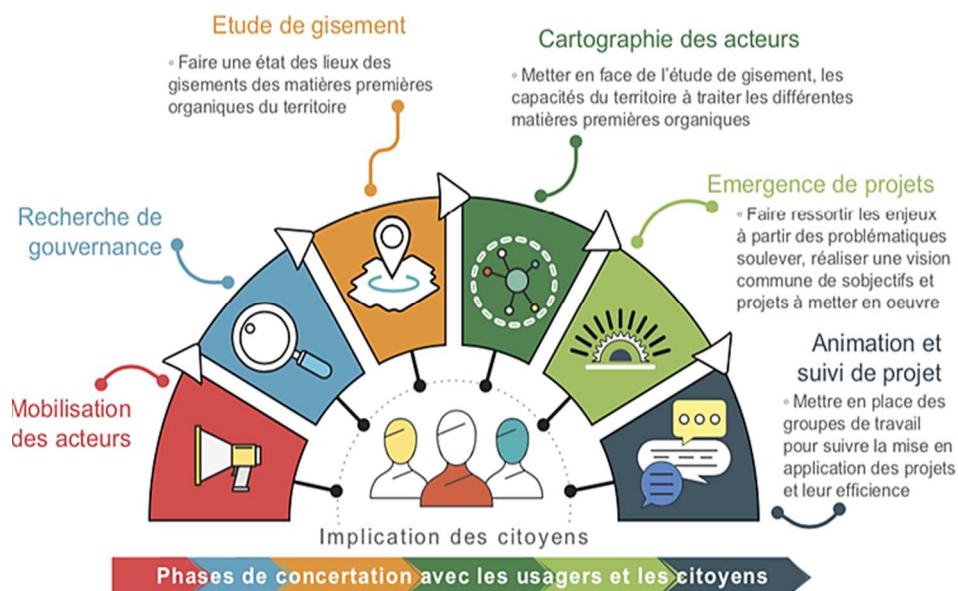 Etude de gisement
◦ Faire une état des lieux des
gisements des matières premières
organiques du territoire
Cartographie des acteurs
◦ Metter en face de l'étude de gisement, les
capacités du territoire à traiter les différentes
matières premières organiques
Recherche de
gouvernance
Emergence de projets
◦ Faire ressortir les enjeux
à partir des problématiques
soulever, réaliser une vision
commune de sobjectifs et
projets à metter en oeuvre
Mobilisation
des acteurs
Animation et
suivi de projet
◦ Mettre en place des
groupes de travail
pour suivre la mise en
application des projets
et leur efficience
Implication des citoyens
Phases de concertation avec les usagers et les citoyens